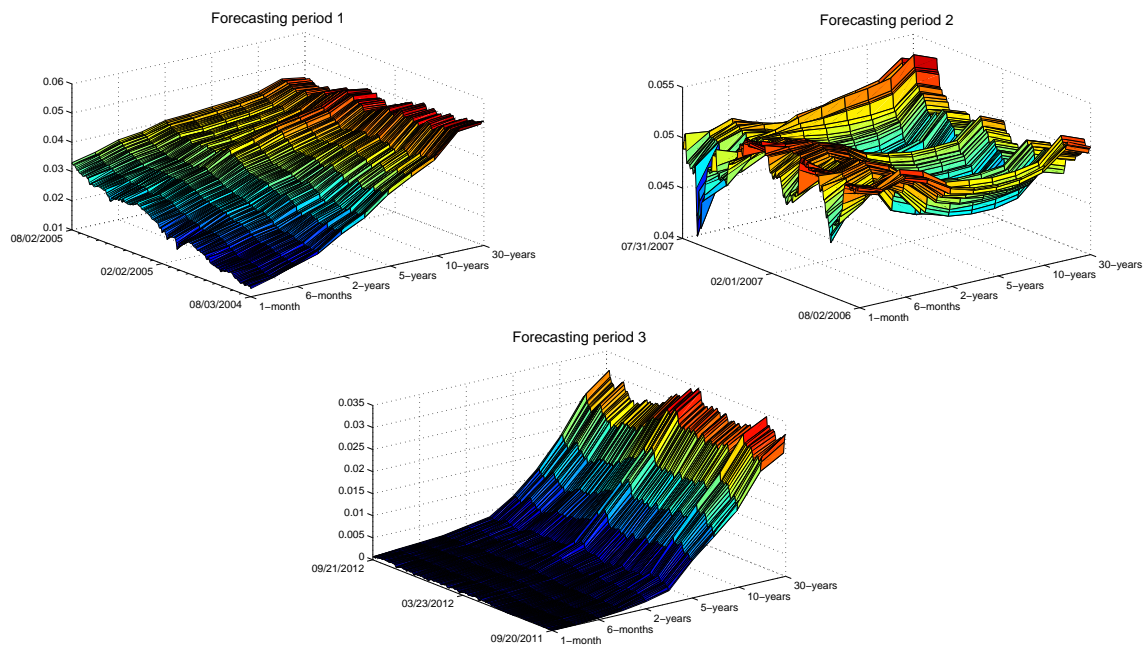 Forecasting period 1
0.06
0.05
0.04
0.03
0.02
0.01
08/02/2005
02/02/2005
08/03/2004
1−month
6−months
2−years
5−years
10−years
30−years
Forecasting period 2
0.055
0.05
0.045
0.04
07/31/2007
02/01/2007
08/02/2006
1−month
6−months
2−years
5−years
10−years
30−years
Forecasting period 3
0.035
0.03
0.025
0.02
0.015
0.01
0.005
0
09/21/2012
03/23/2012
09/20/2011
1−month
6−months
2−years
5−years
10−years
30−years